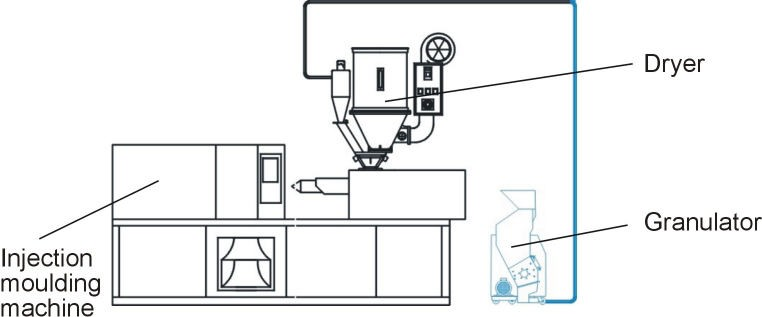 Dryer
Granulator
Injection
moulding
machine